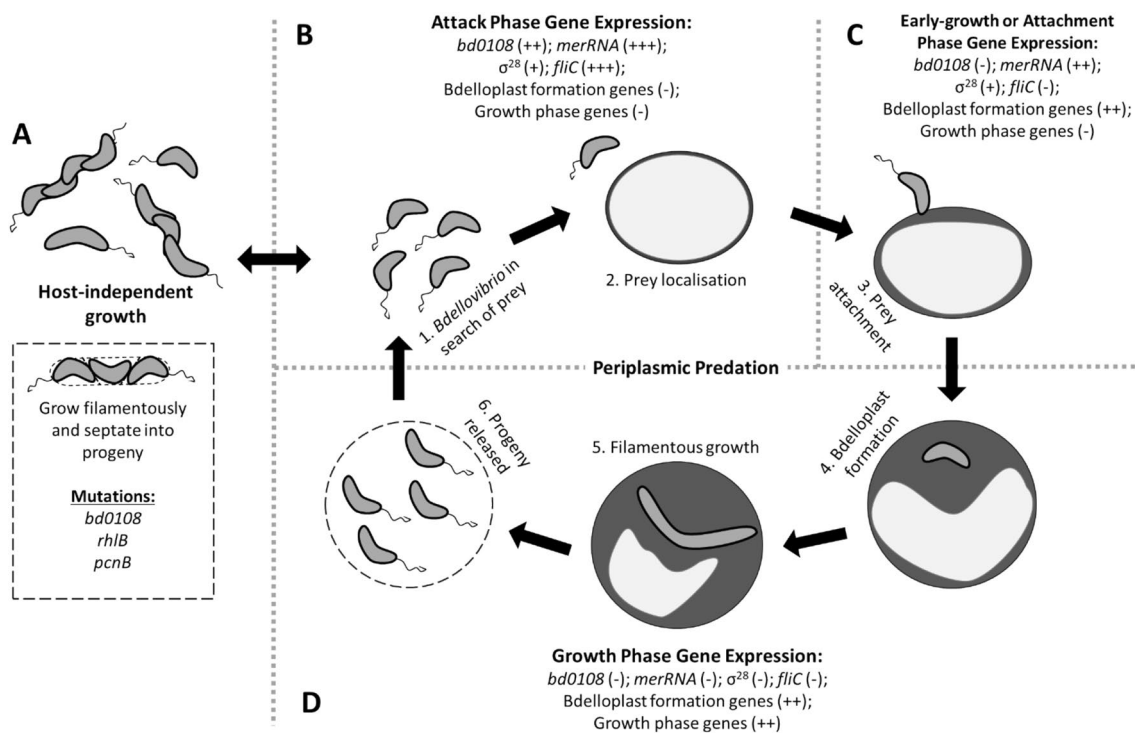 A
Host-independent
growth
Grow filamentously
and septate into
progeny
Mutations:
bd0108
rhlB
pcnB
B
Attack Phase Gene Expression:
bd0108 (++); merRNA (+++);
σ²⁸ (+); fliC (+++);
Bdelloplast formation genes (-);
Growth phase genes (-)
1. Bdellovibrio in
search of prey
2. Prey localisation
C
Early-growth or Attachment
Phase Gene Expression:
bd0108 (-); merRNA (++);
σ²⁸ (+); fliC (-);
Bdelloplast formation genes (++);
Growth phase genes (-)
3. Prey
attachment
Periplasmic Predation
4. Bdelloplast
formation
5. Filamentous growth
6. Progeny
released
D
Growth Phase Gene Expression:
bd0108 (-); merRNA (-); σ²⁸ (-); fliC (-);
Bdelloplast formation genes (++);
Growth phase genes (++)